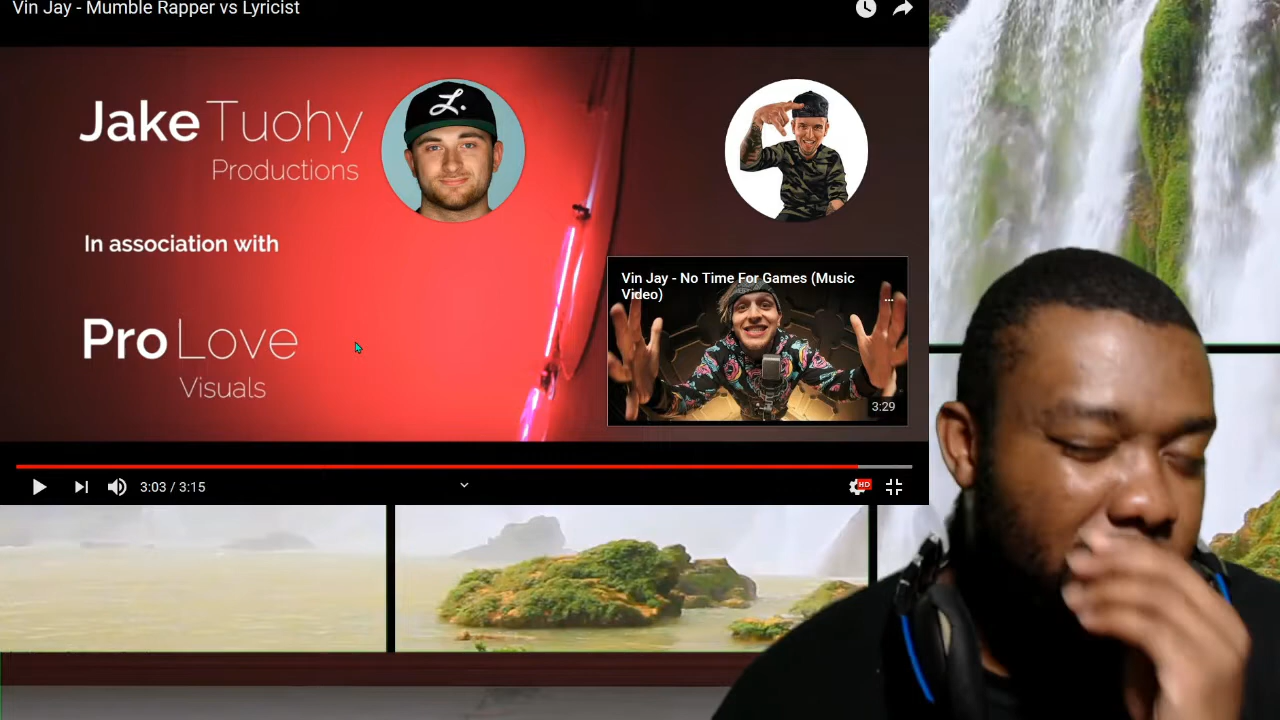 Vin Jay - Mumble Rapper vs Lyricist
Jake Tuohy
Productions
In association with
Pro Love
Visuals
L.
Vin Jay - No Time For Games (Music
Video)
3:29
3:03 / 3:15
HD